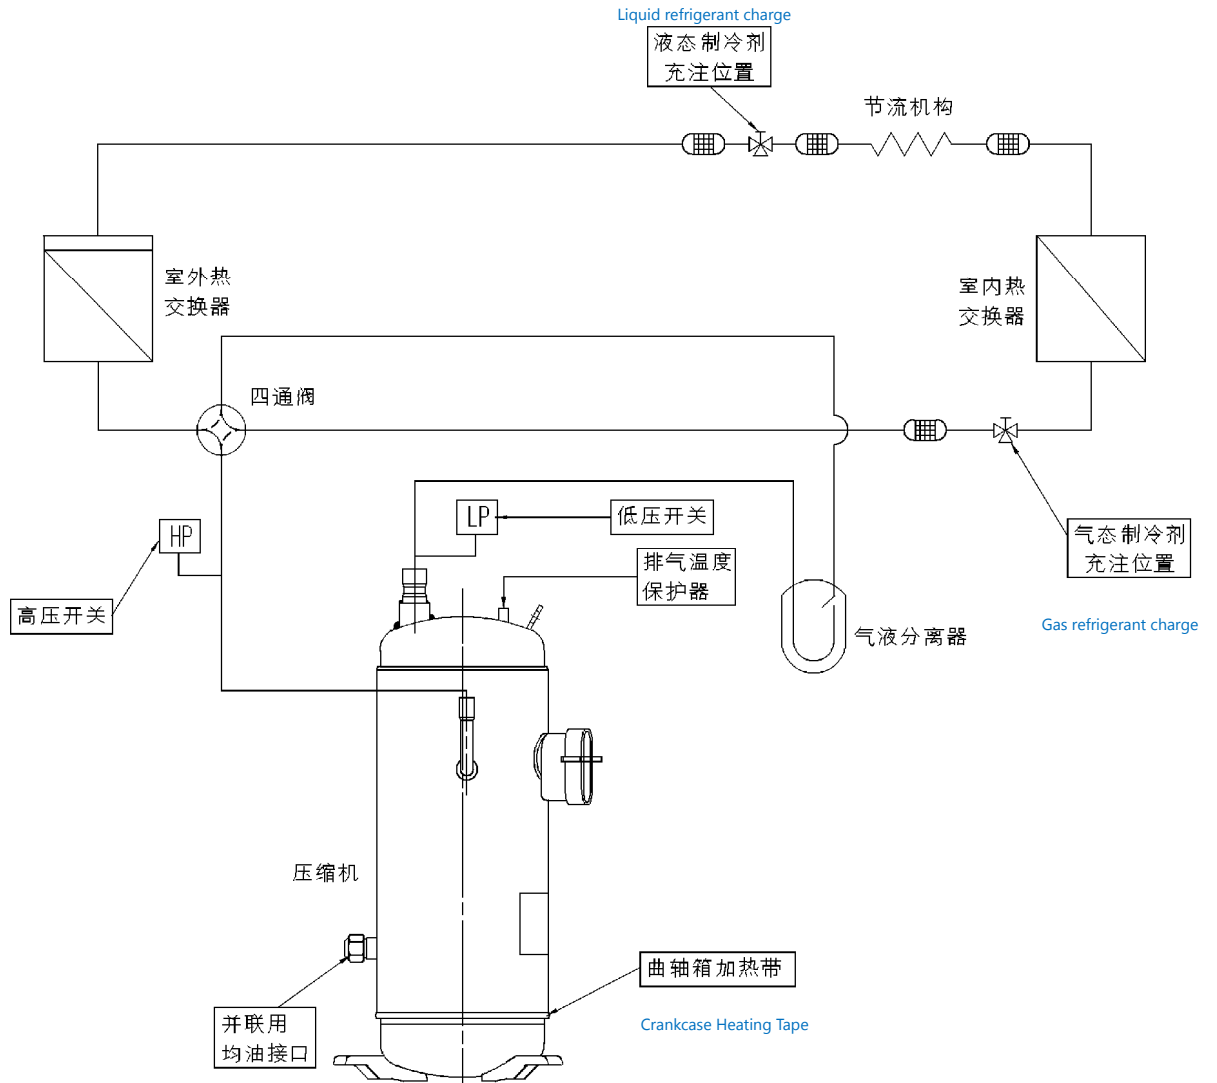 Liquid refrigerant charge
液态制冷剂
充注位置
节流机构
室外热
交换器
室内热
交换器
四通阀
LP
低压开关
HP
高压开关
排气温度
保护器
气态制冷剂
充注位置
Gas refrigerant charge
气液分离器
压缩机
曲轴箱加热带
Crankcase Heating Tape
并联用
均油接口